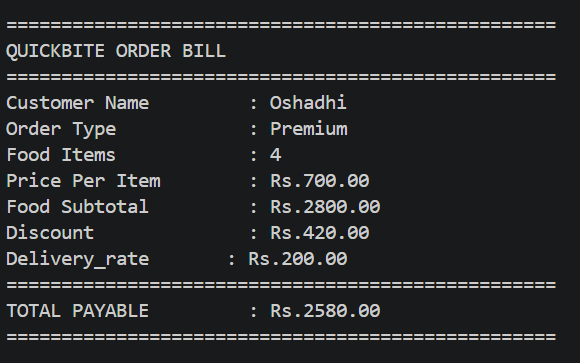 ==================================================
QUICKBITE ORDER BILL
==================================================
Customer Name         : Oshadhi
Order Type            : Premium
Food Items            : 4
Price Per Item        : Rs.700.00
Food Subtotal         : Rs.2800.00
Discount              : Rs.420.00
Delivery_rate       : Rs.200.00
==================================================
TOTAL PAYABLE         : Rs.2580.00
==================================================